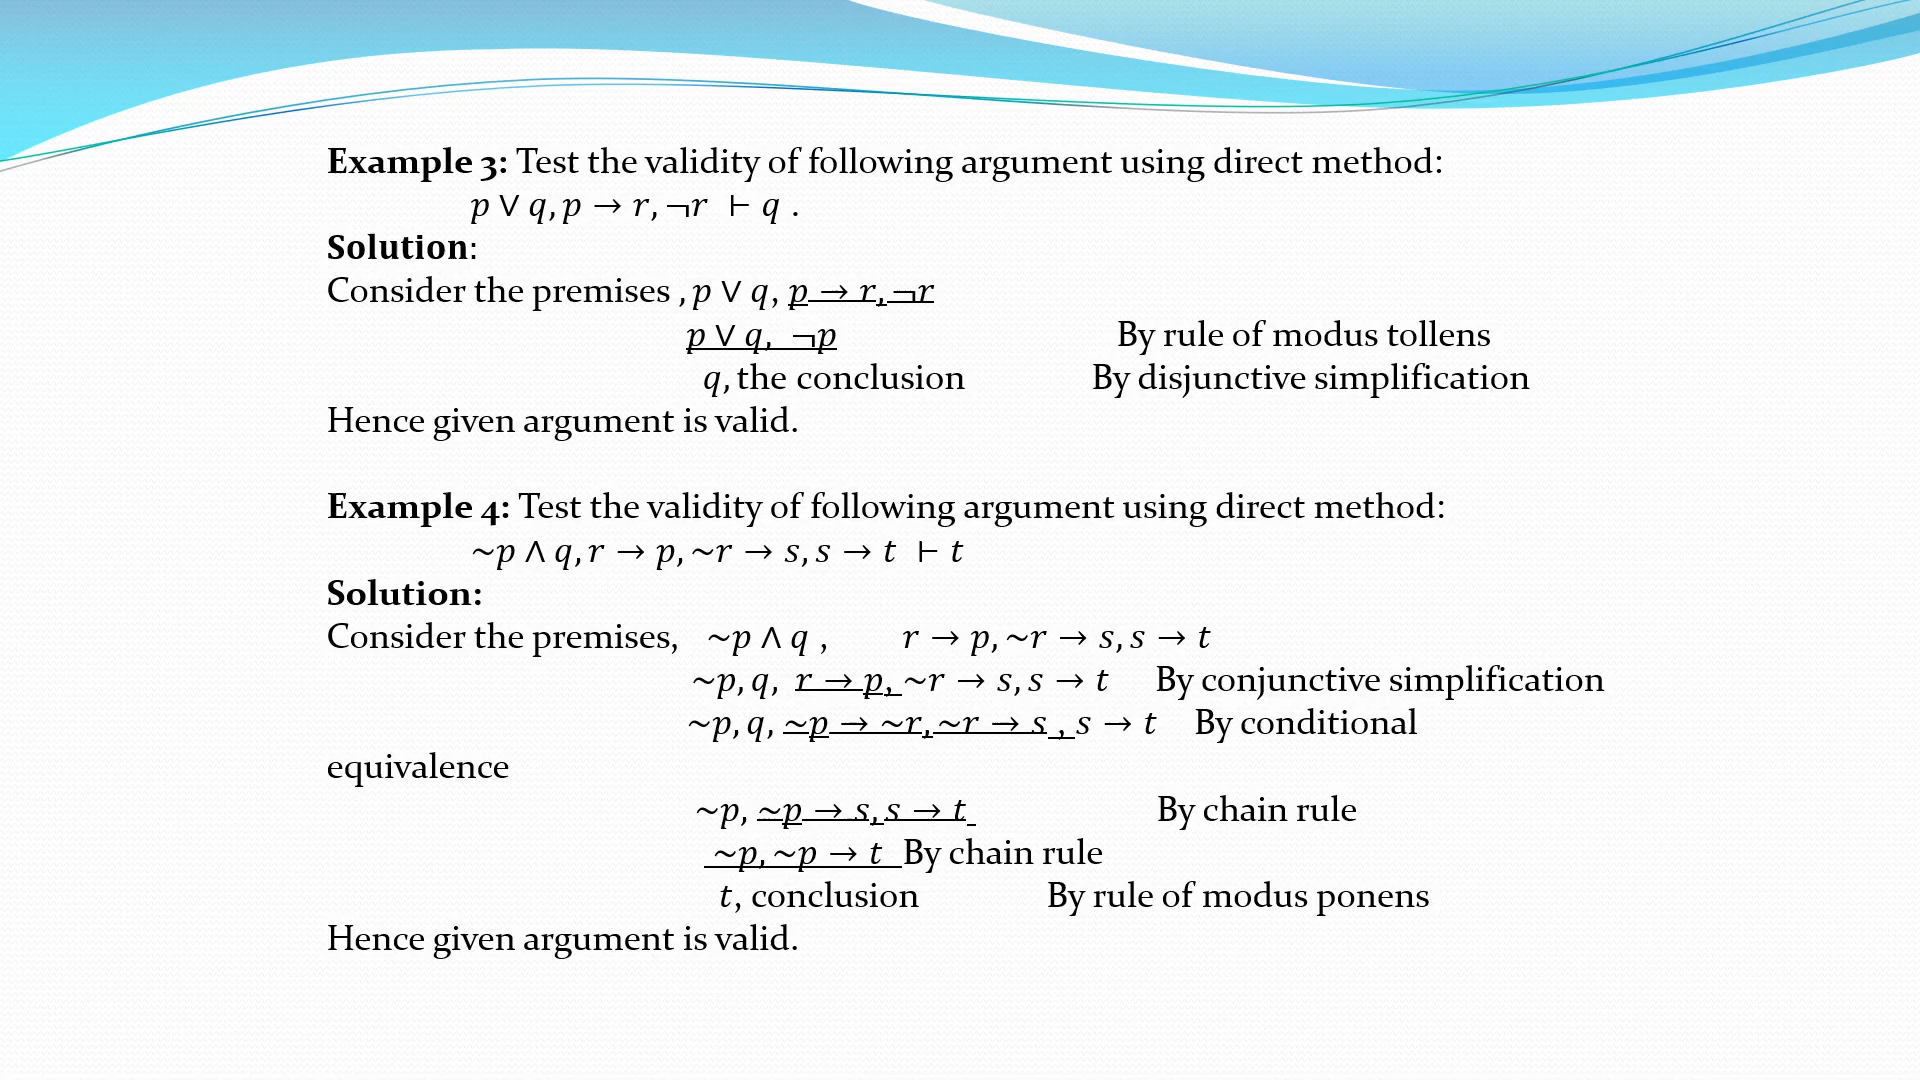 Example 3: Test the validity of following argument using direct method:
p ∨ q, p → r, ¬r ⊢ q .
Solution:
Consider the premises , p ∨ q, p → r, ¬r
p ∨ q, ¬p By rule of modus tollens
q, the conclusion By disjunctive simplification
Hence given argument is valid.
Example 4: Test the validity of following argument using direct method:
~p ∧ q, r → p, ~r → s, s → t ⊢ t
Solution:
Consider the premises, ~p ∧ q , r → p, ~r → s, s → t
~p, q, r → p, ~r → s, s → t By conjunctive simplification
~p, q, ~p → ~r, ~r → s , s → t By conditional
equivalence
~p, ~p → s, s → t By chain rule
~p, ~p → t By chain rule
t, conclusion By rule of modus ponens
Hence given argument is valid.